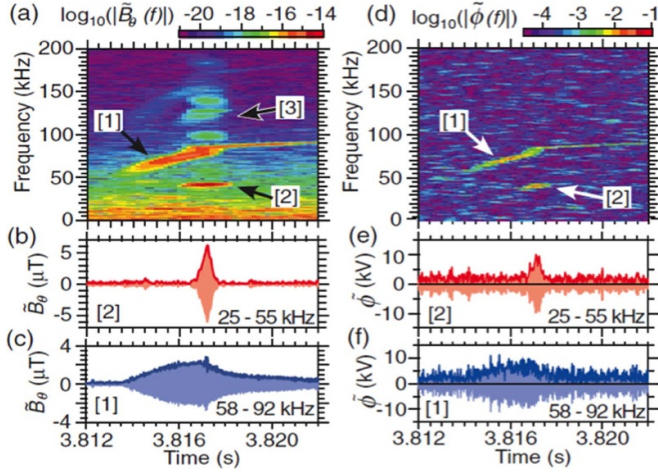 (a) log₁₀(|B̃θ (f)|) -20 -18 -16 -14
(d) log₁₀(|ϕ̃ (f)|) -4 -3 -2 -1
Frequency (kHz)
200
150
100
50
0
[1]
[3]
[2]
Frequency (kHz)
200
150
100
50
0
[1]
[2]
(b)
B̃θ (μT)
5
0
-5
[2] 25 - 55 kHz
(e)
ϕ̃ (kV)
10
0
-10
[2] 25 - 55 kHz
(c)
B̃θ (μT)
4
0
-4
[1] 58 - 92 kHz
3.812 3.816 3.820
Time (s)
(f)
ϕ̃ (kV)
10
0
-10
[1] 58 - 92 kHz
3.812 3.816 3.820
Time (s)